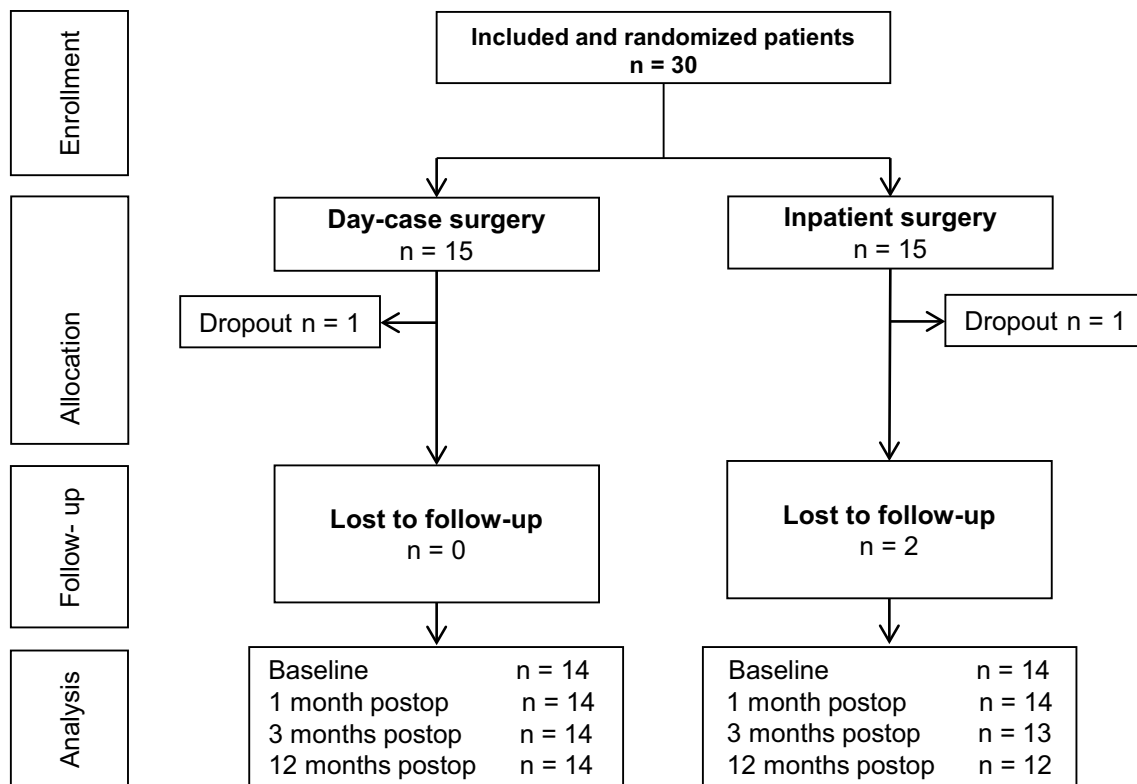 Enrollment
Included and randomized patients
n = 30
Allocation
Day-case surgery
n = 15
Inpatient surgery
n = 15
Dropout n = 1
Dropout n = 1
Follow- up
Lost to follow-up
n = 0
Lost to follow-up
n = 2
Analysis
Baseline n = 14
1 month postop n = 14
3 months postop n = 14
12 months postop n = 14
Baseline n = 14
1 month postop n = 14
3 months postop n = 13
12 months postop n = 12